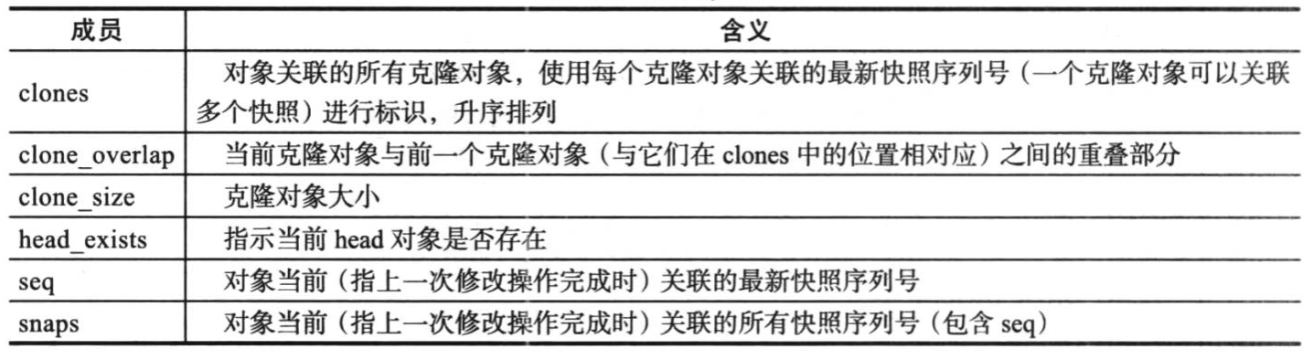 成员 含义
clones 对象关联的所有克隆对象，使用每个克隆对象关联的最新快照序列号（一个克隆对象可以关联
多个快照）进行标识，升序排列
clone_overlap 当前克隆对象与前一个克隆对象（与它们在 clones 中的位置相对应）之间的重叠部分
clone_size 克隆对象大小
head_exists 指示当前 head 对象是否存在
seq 对象当前（指上一次修改操作完成时）关联的最新快照序列号
snaps 对象当前（指上一次修改操作完成时）关联的所有快照序列号（包含 seq）